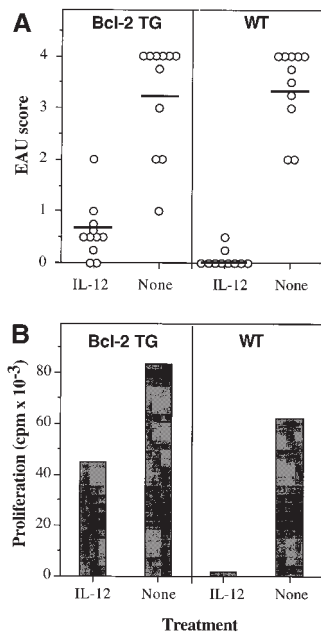 A
Bcl-2 TG
WT
EAU score
4
3
2
1
0
IL-12
None
IL-12
None
B
Bcl-2 TG
WT
Proliferation (cpm x 10-3)
80
60
40
20
0
IL-12
None
IL-12
None
Treatment